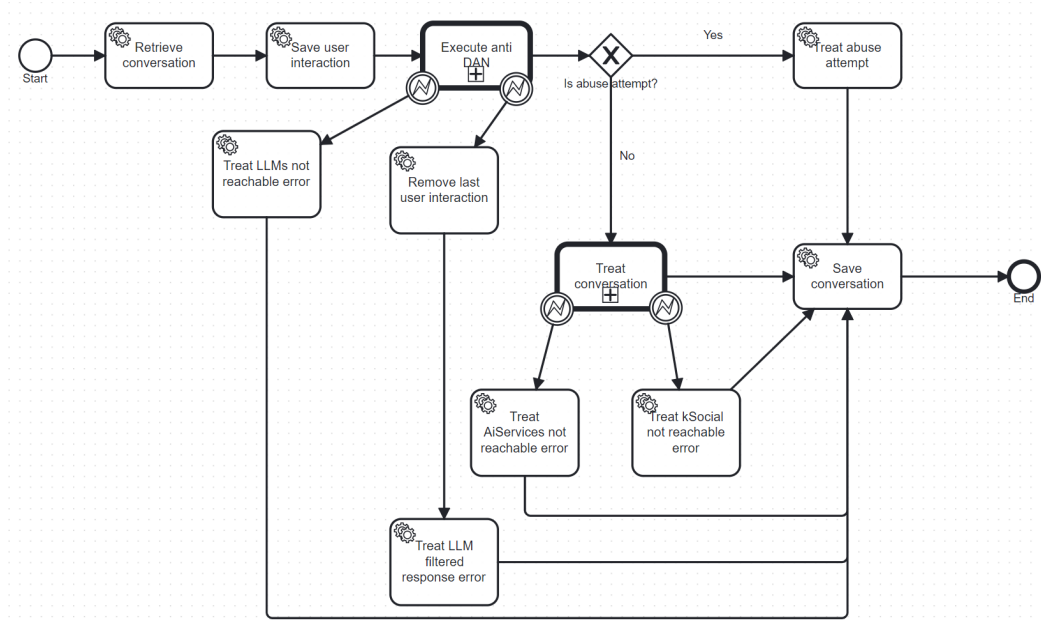 Retrieve
conversation
Save user
interaction
Execute anti
DAN
Yes
Treat abuse
attempt
Start
Is abuse attempt?
No
Treat LLMs not
reachable error
Remove last
user interaction
Treat
conversation
Save
conversation
End
Treat
AiServices not
reachable error
Treat kSocial
not reachable
error
Treat LLM
filtered
response error